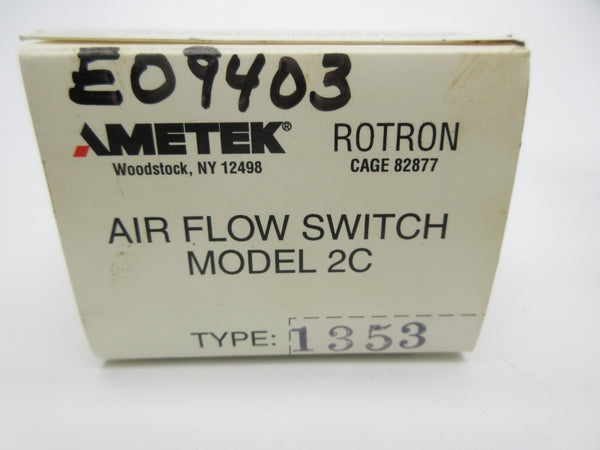 E09403
AMETEK® ROTRON
Woodstock, NY 12498 CAGE 82877
AIR FLOW SWITCH
MODEL 2C
TYPE: 1353